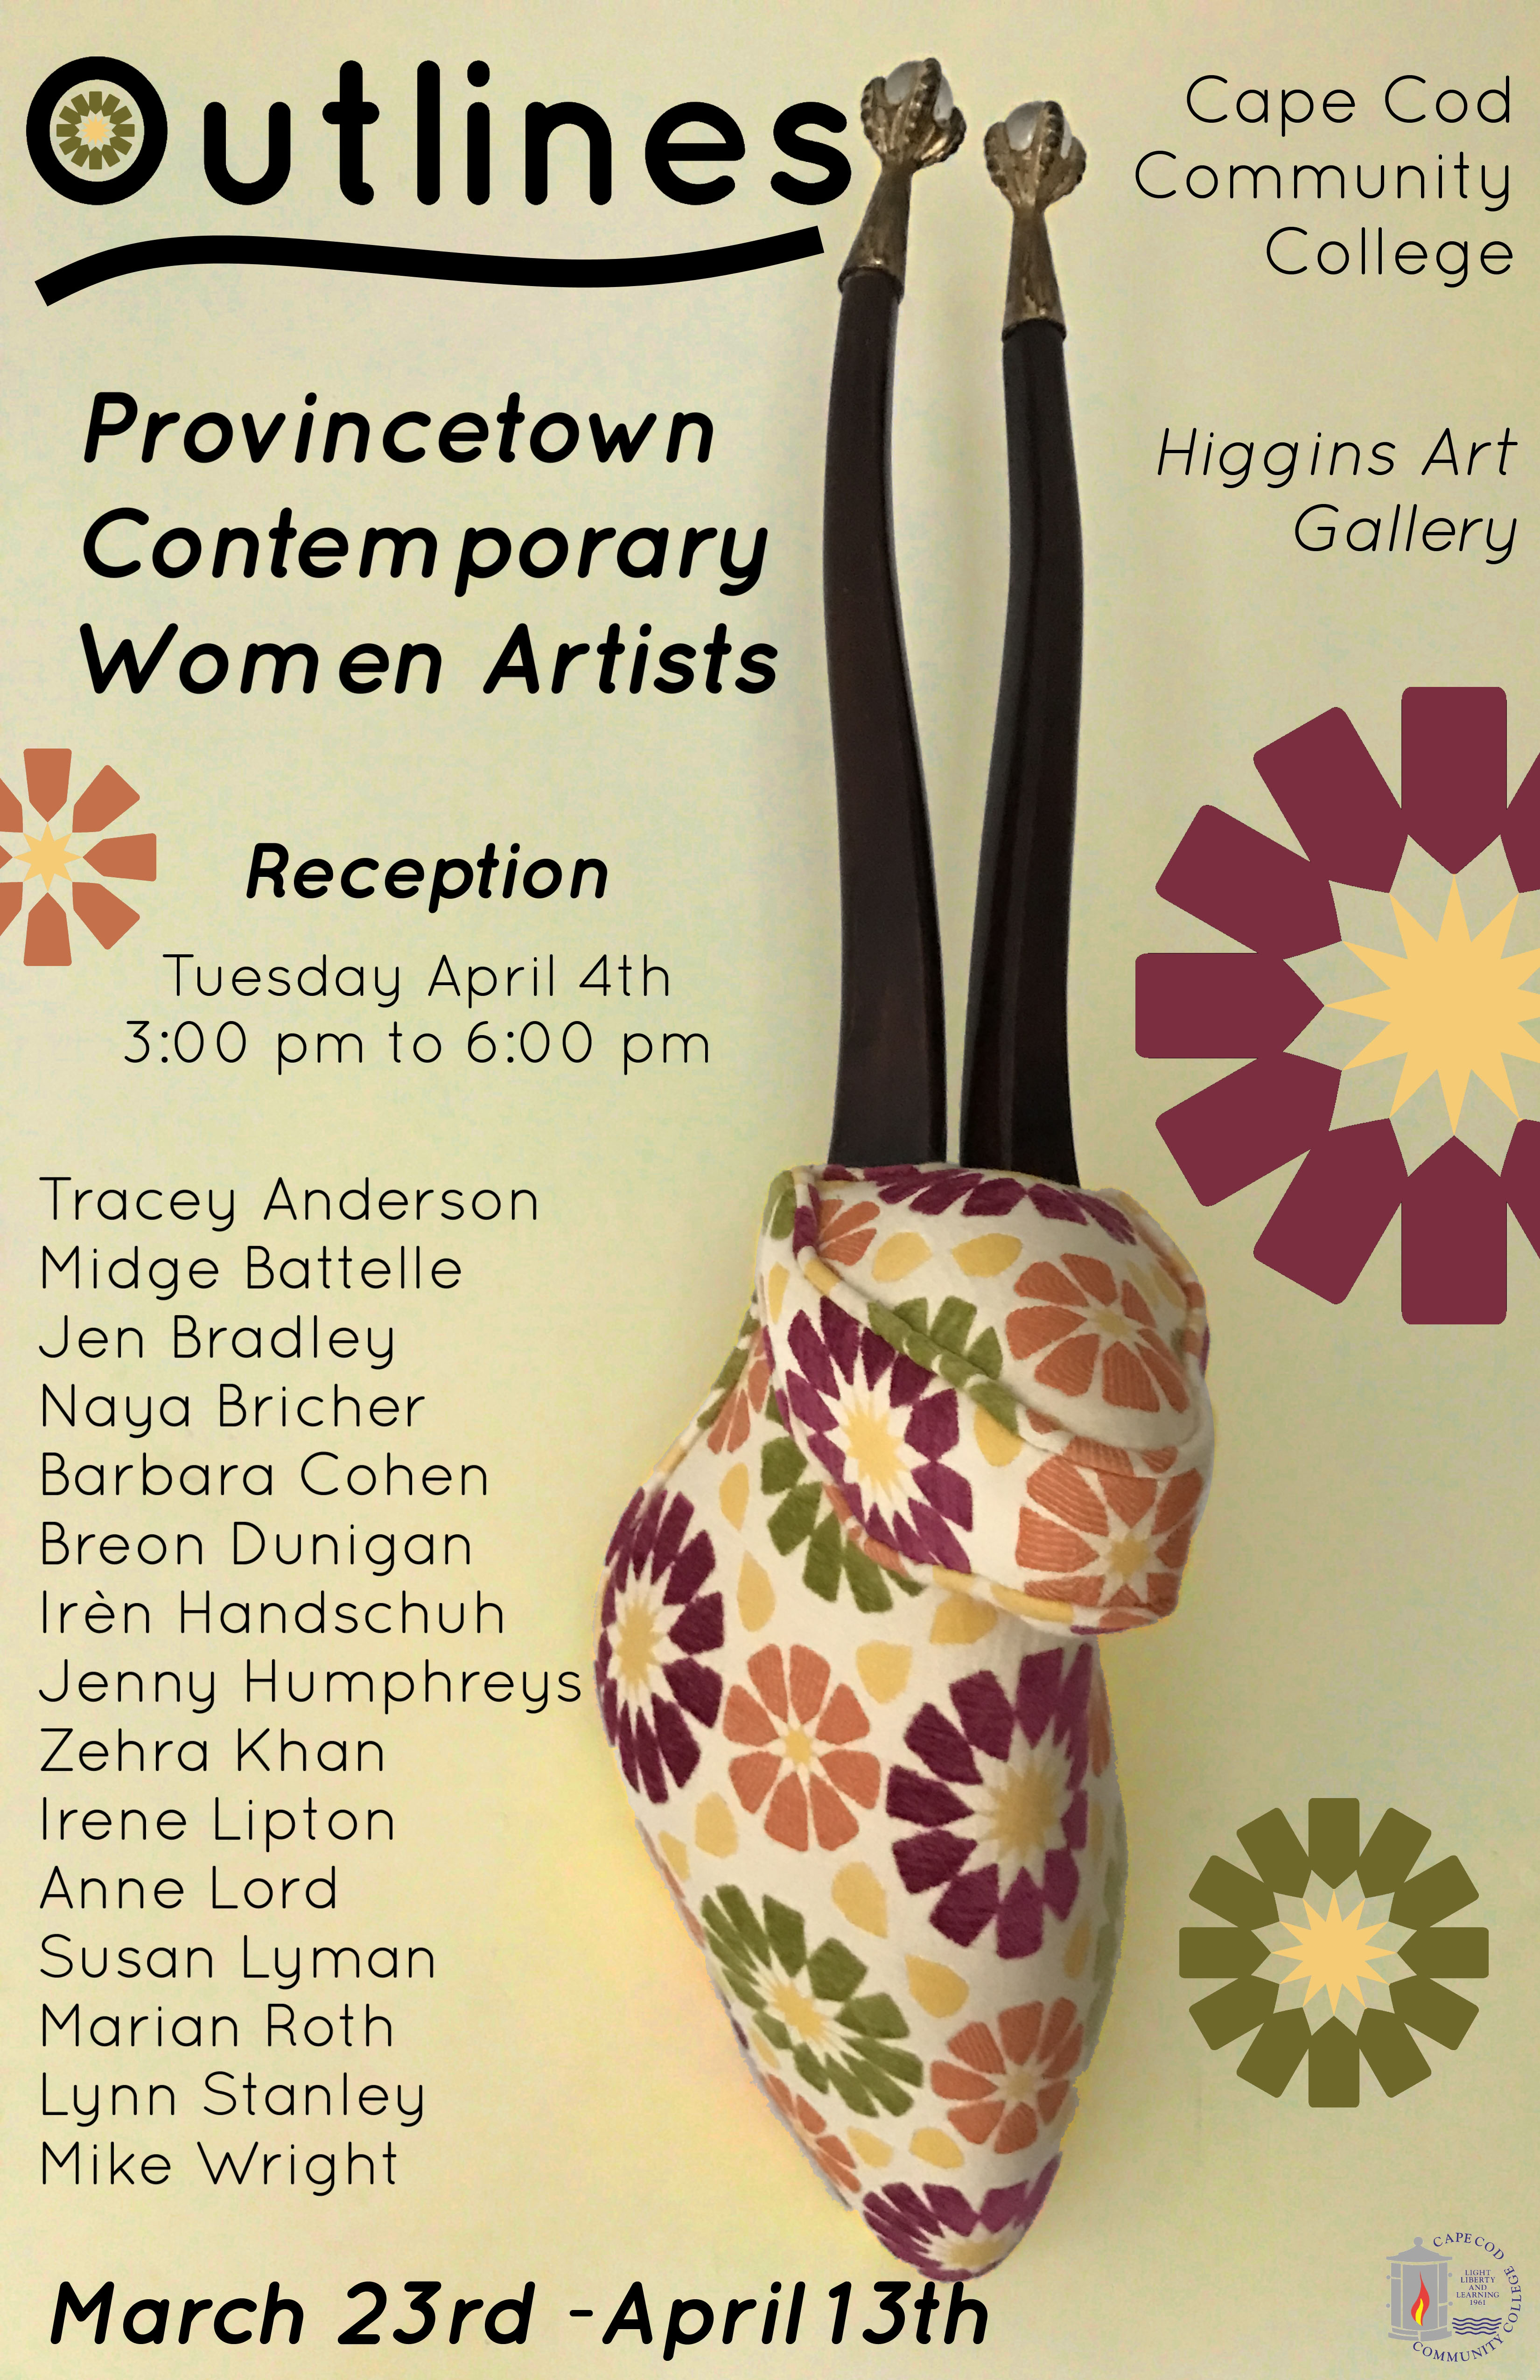 Outlines
Cape Cod
Community
College
Provincetown
Contemporary
Women Artists
Higgins Art
Gallery
Reception
Tuesday April 4th
3:00 pm to 6:00 pm
Tracey Anderson
Midge Battelle
Jen Bradley
Naya Bricher
Barbara Cohen
Breon Dunigan
Irèn Handschuh
Jenny Humphreys
Zehra Khan
Irene Lipton
Anne Lord
Susan Lyman
Marian Roth
Lynn Stanley
Mike Wright
March 23rd -April 13th
CAPE COD
COMMUNITY COLLEGE
LIGHT
LIBERTY
AND
LEARNING
1961